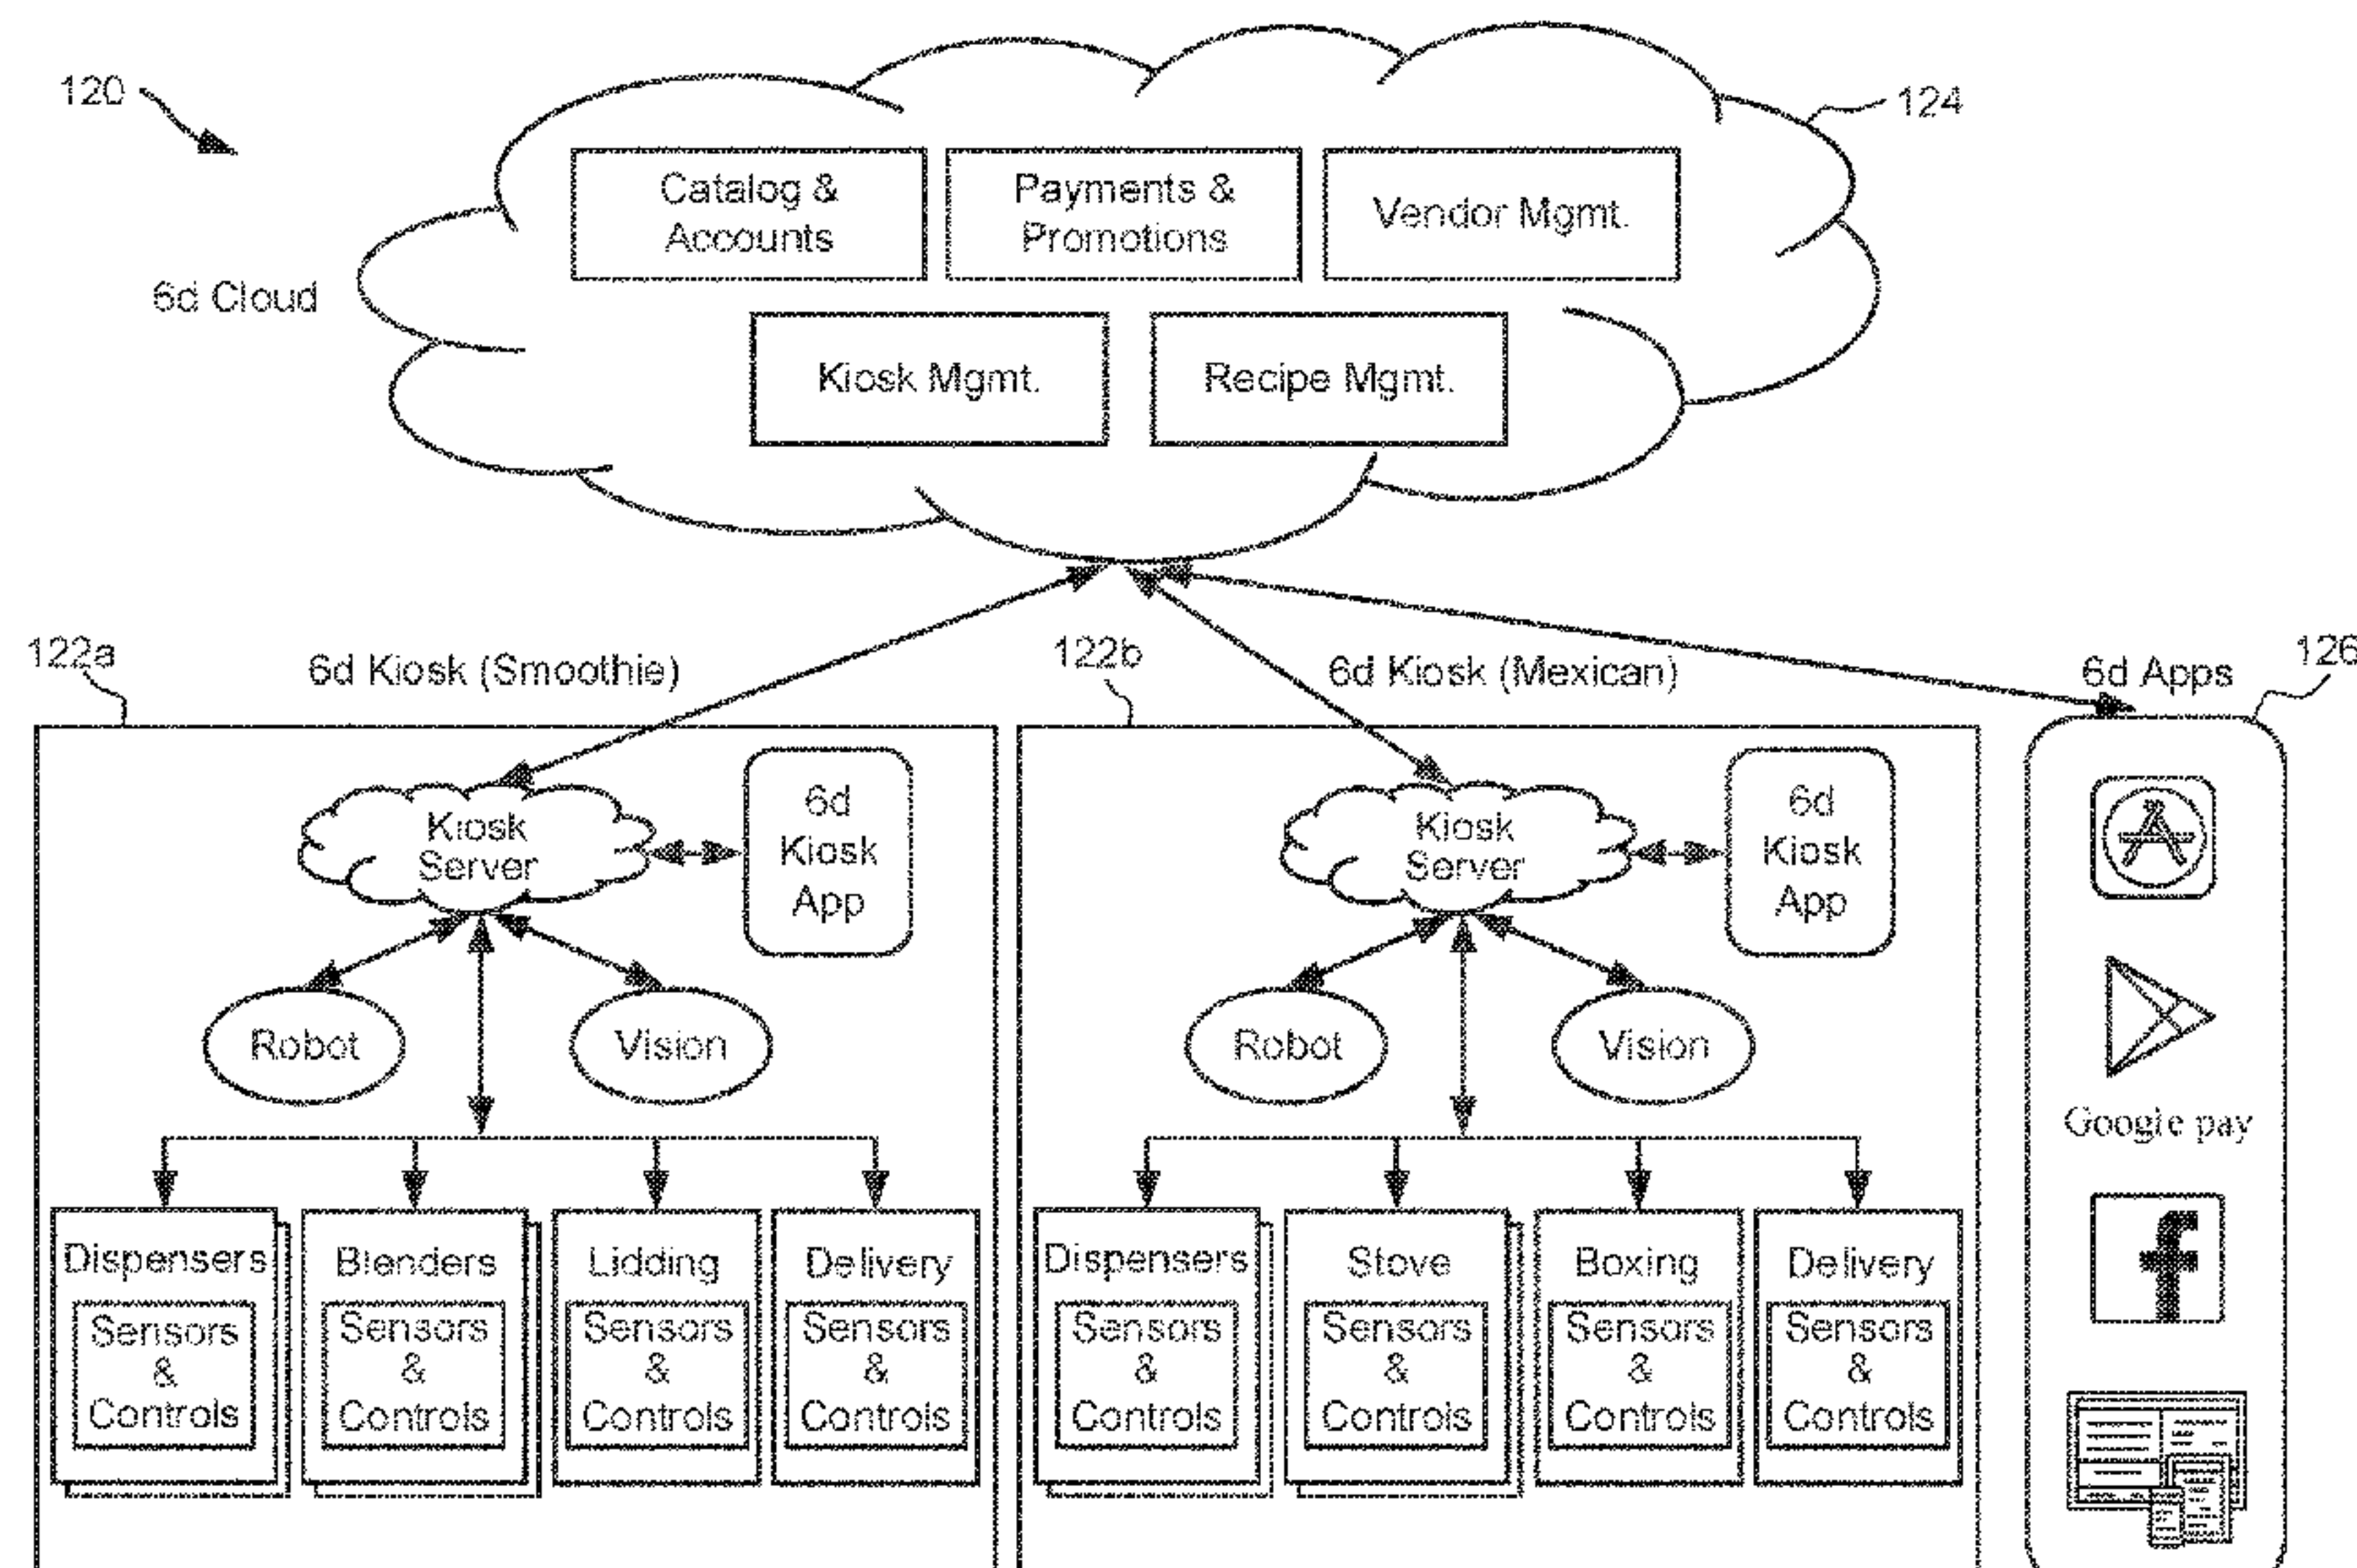 120
124
Catalog &
Accounts
Payments &
Promotions
Vendor Mgmt.
6d Cloud
Kiosk Mgmt.
Recipe Mgmt.
122a
6d Kiosk (Smoothie)
122b
6d Kiosk (Mexican)
6d Apps
126
Kiosk
Server
6d
Kiosk
App
Robot
Vision
Dispensers
Sensors
&
Controls
Blenders
Sensors
&
Controls
Lidding
Sensors
&
Controls
Delivery
Sensors
&
Controls
Kiosk
Server
6d
Kiosk
App
Robot
Vision
Dispensers
Sensors
&
Controls
Stove
Sensors
&
Controls
Boxing
Sensors
&
Controls
Delivery
Sensors
&
Controls
Google pay
f